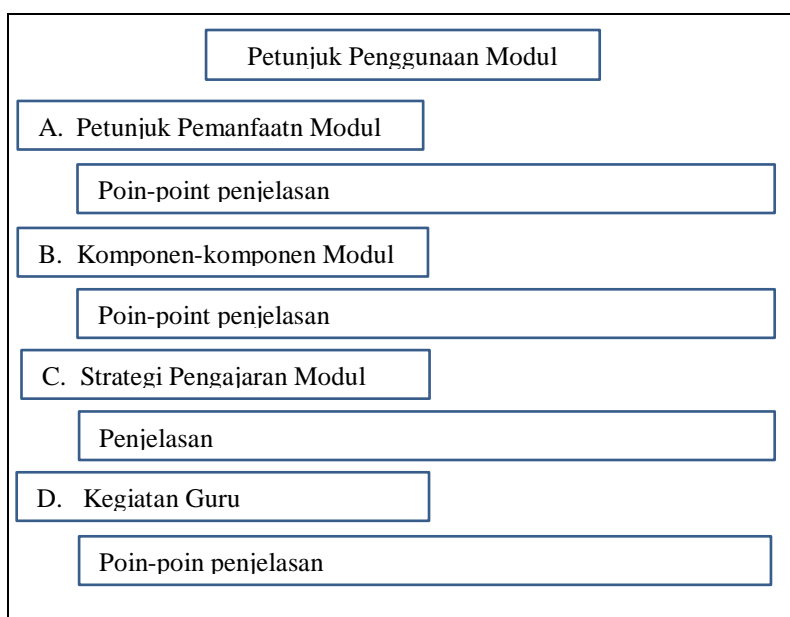 Petunjuk Penggunaan Modul
A. Petunjuk Pemanfaatn Modul
Poin-point penjelasan
B. Komponen-komponen Modul
Poin-point penjelasan
C. Strategi Pengajaran Modul
Penjelasan
D. Kegiatan Guru
Poin-poin penjelasan